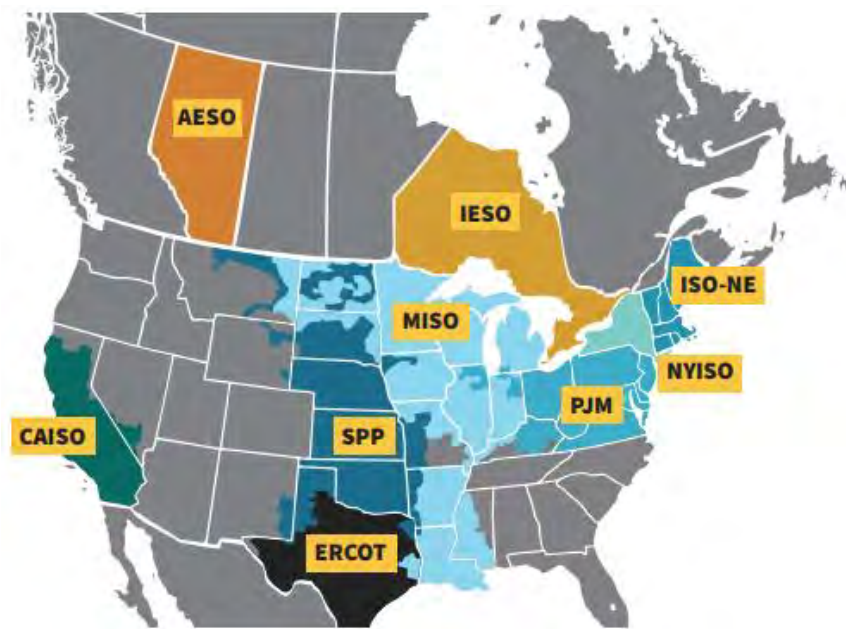 AESO
IESO
ISO-NE
MISO
NYISO
PJM
CAISO
SPP
ERCOT